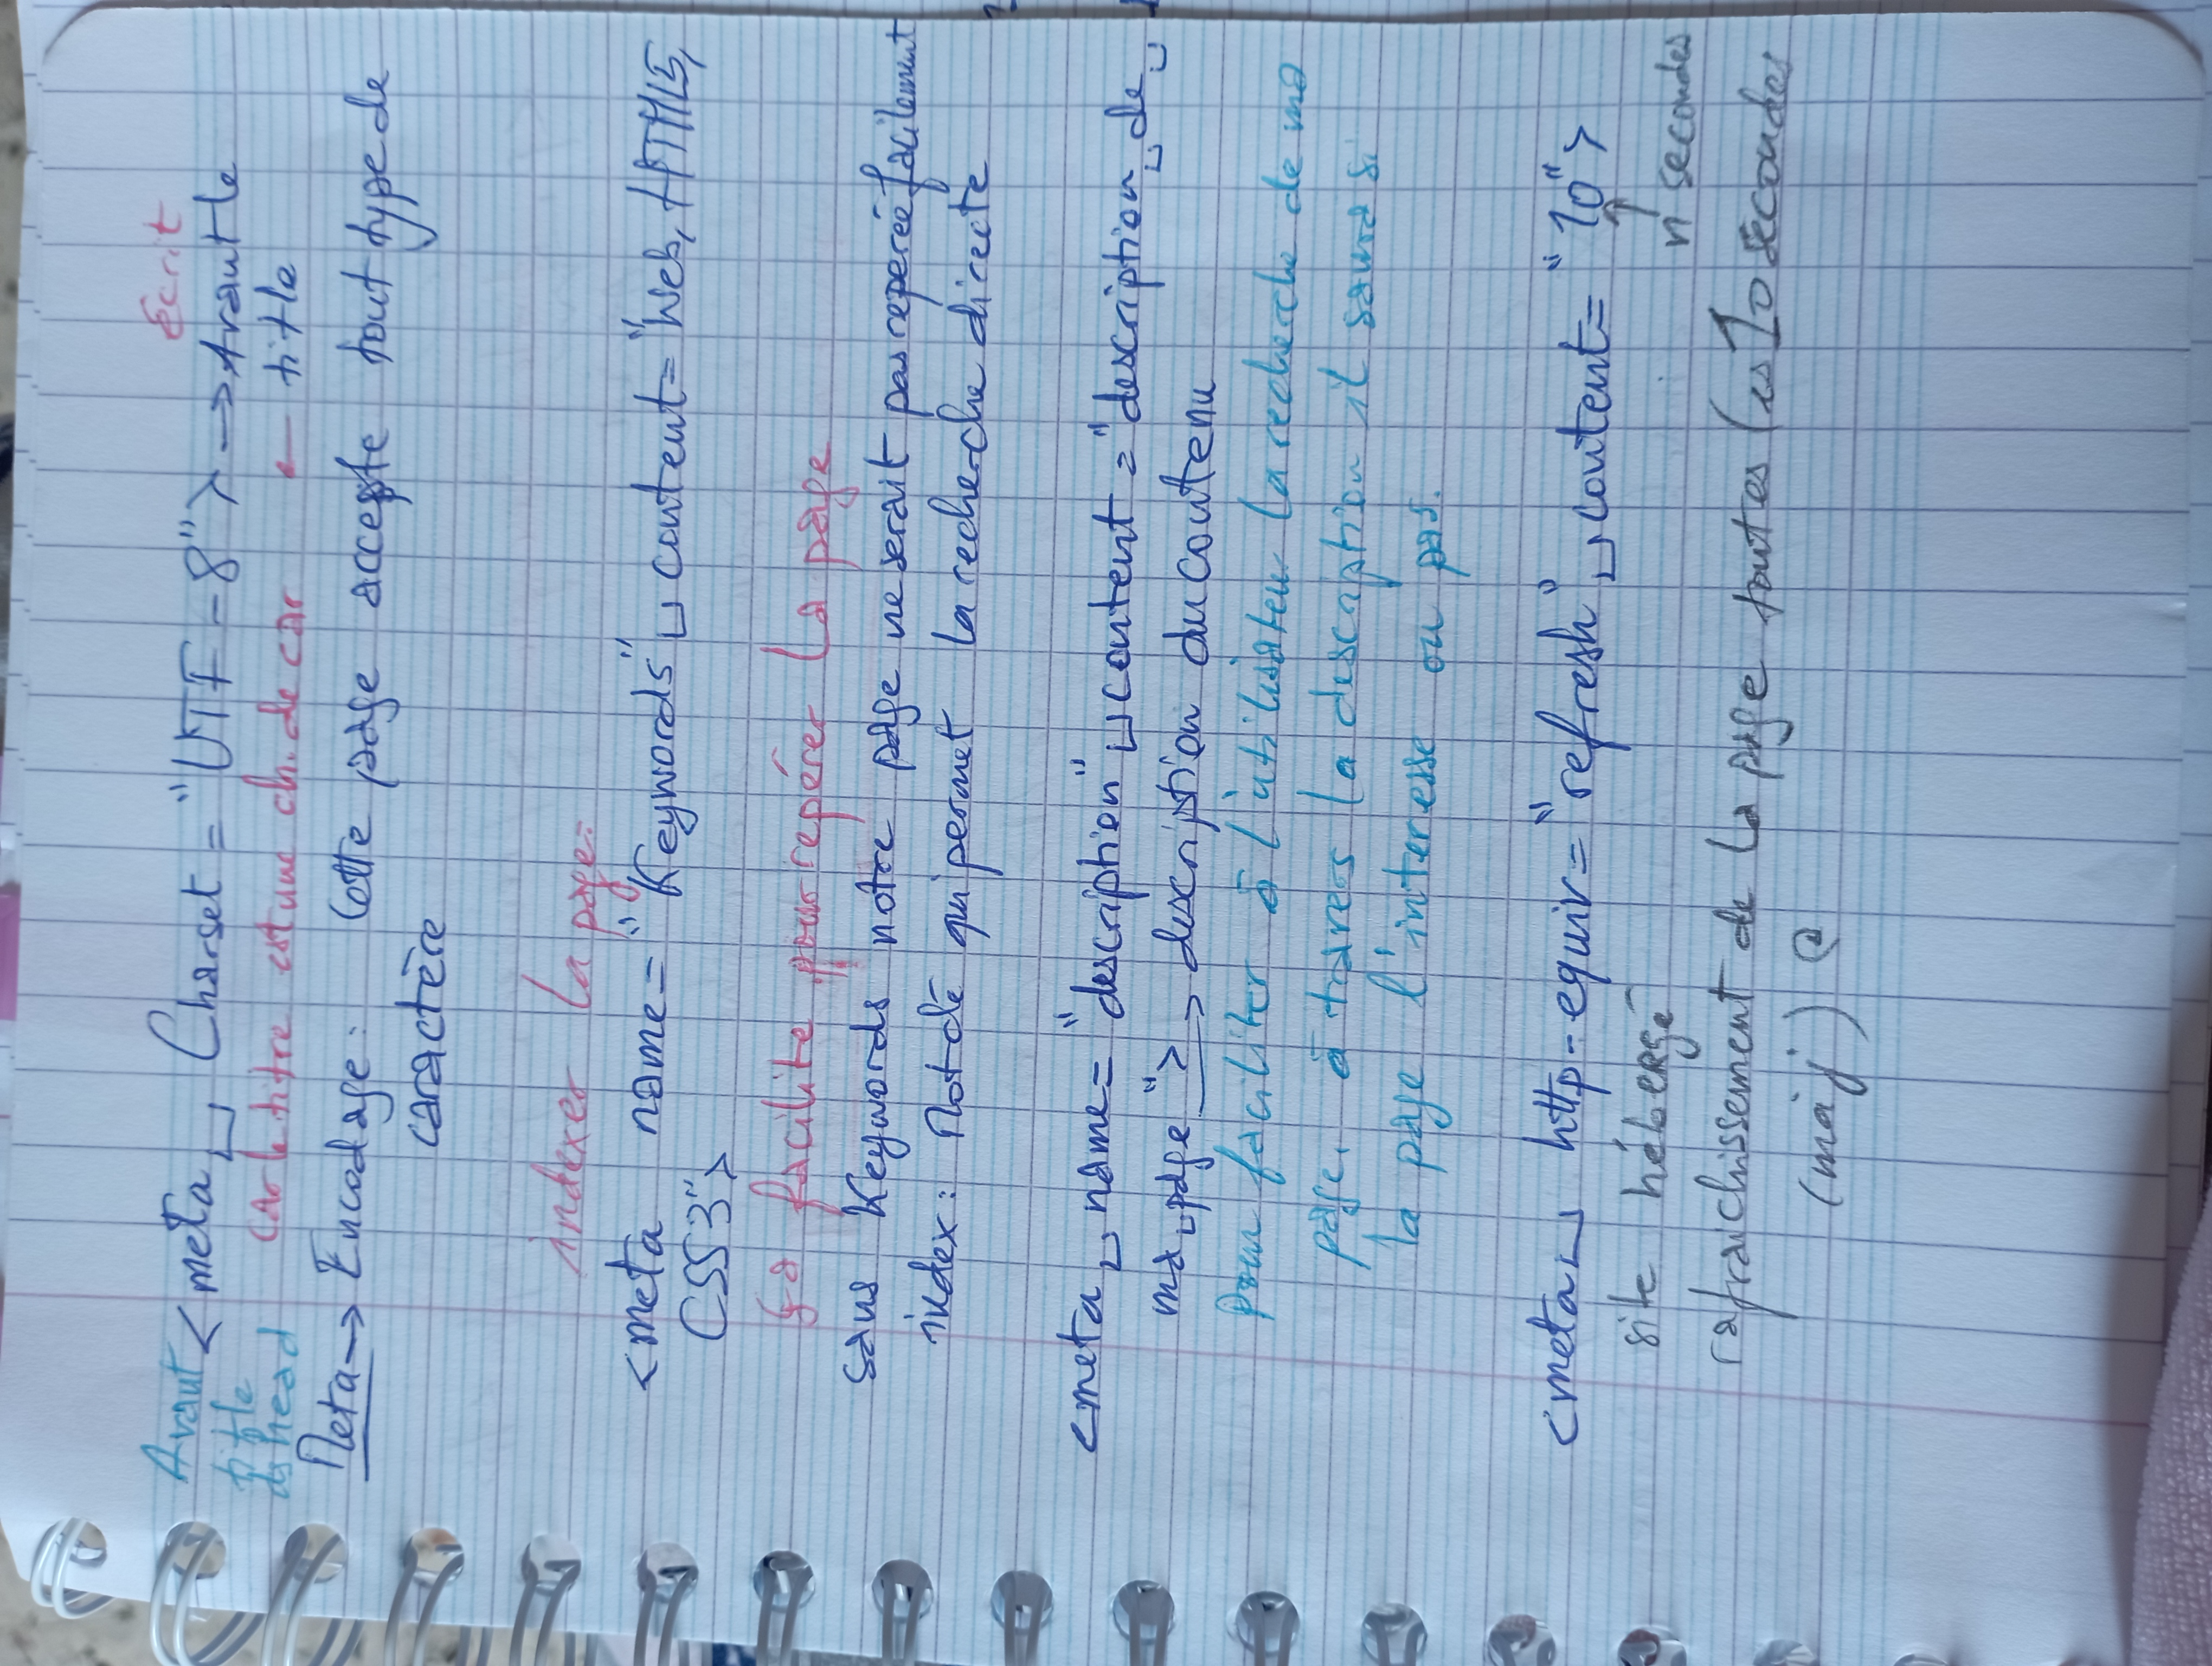 Avant
title
ds head
<meta␣ Charset = "UTF-8"> → Avant le
Ecrit
car le titre est une ch. de car ← title
Meta → Encodage : Cette page accepte tout type de
caractère
indexer la page :
<meta name = "Keywords"␣content = "Web, HTML5,
CSS3">
ça facilite pour repérer la page
sans Keywords notre page ne serait pas reperée facilement
index : Mot clé qui permet la recherche directe
<meta␣name = "description"␣content = "description␣de␣
ma␣page"> → description du contenu
Pour faciliter à l'utilisateur la recherche de ma
page, à travers la description il saura si
la page l'interesse ou pas.
<meta␣ http-equiv = "refresh"␣content = "10">
↑
n secondes
site hébergé
rafraichissement de la page toutes les 10 secondes
(màj)